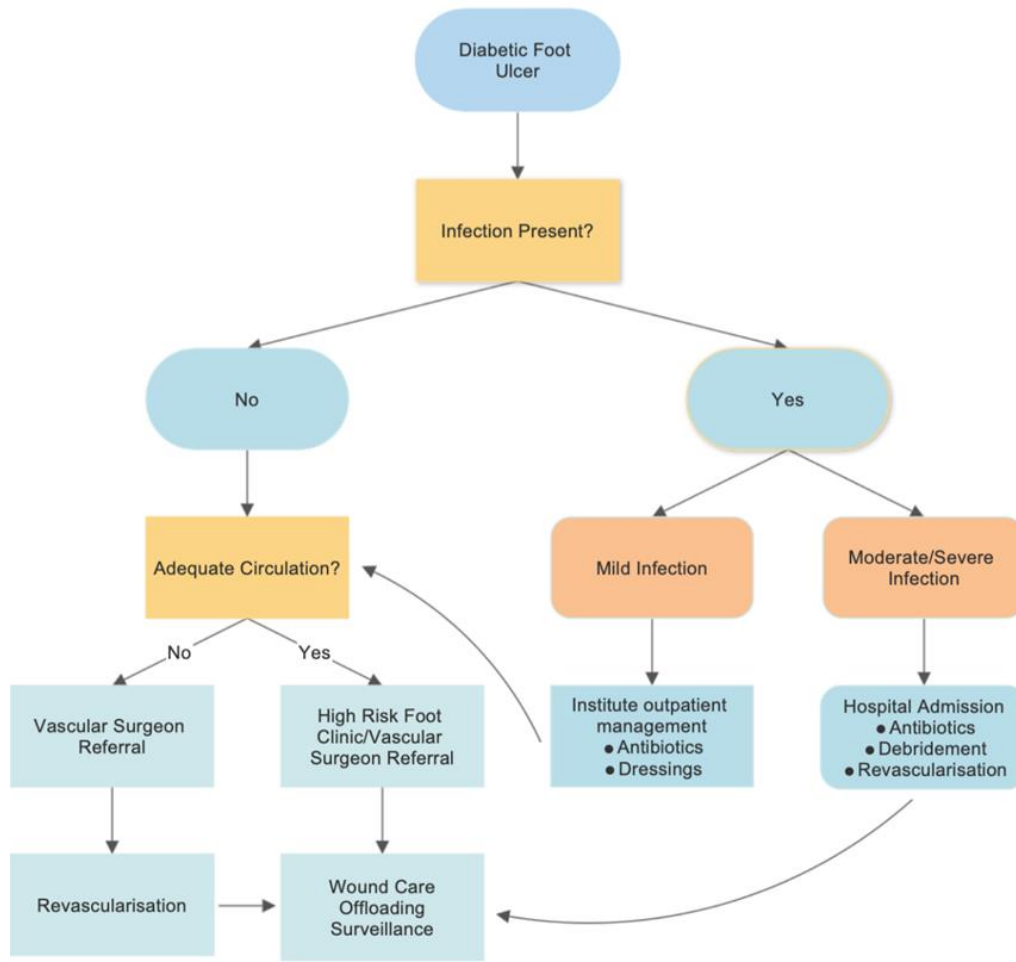 Diabetic Foot
Ulcer
Infection Present?
No
Yes
Adequate Circulation?
Mild Infection
Moderate/Severe
Infection
No
Yes
Vascular Surgeon
Referral
High Risk Foot
Clinic/Vascular
Surgeon Referral
Institute outpatient
management
● Antibiotics
● Dressings
Hospital Admission
● Antibiotics
● Debridement
● Revascularisation
Revascularisation
Wound Care
Offloading
Surveillance